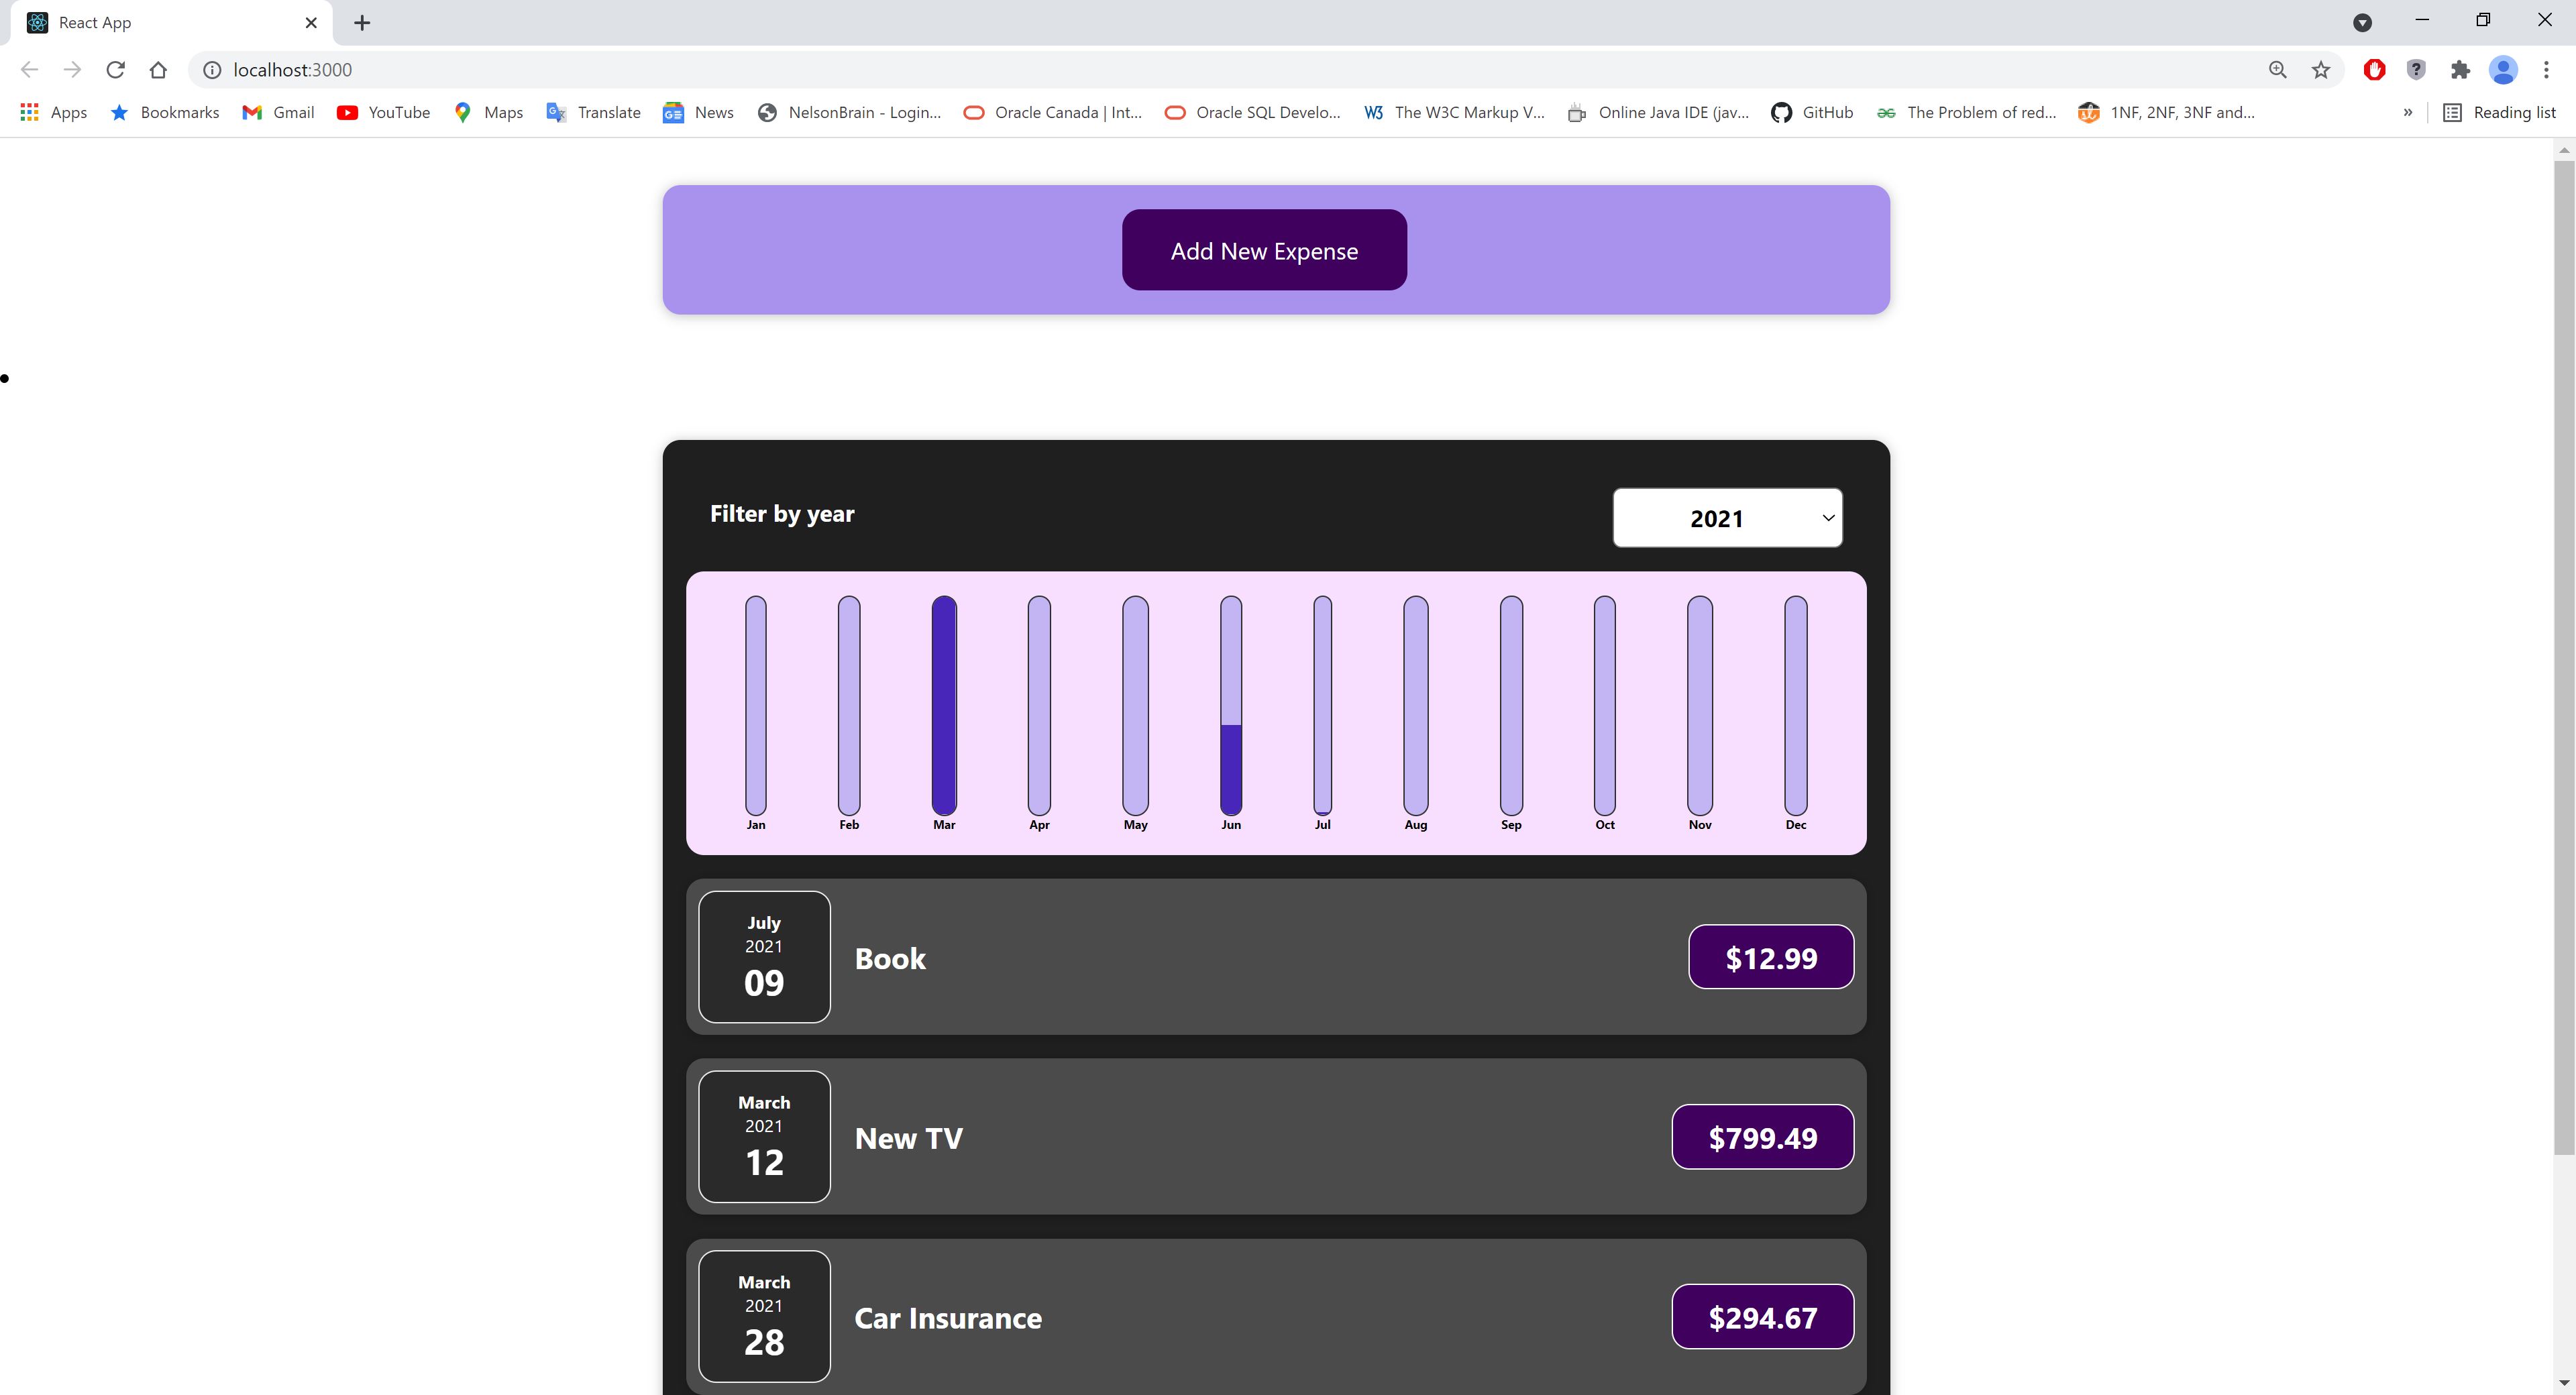 React App
localhost:3000
Apps Bookmarks Gmail YouTube Maps Translate News NelsonBrain - Login... Oracle Canada | Int... Oracle SQL Develo... The W3C Markup V... Online Java IDE (jav... GitHub The Problem of red... 1NF, 2NF, 3NF and... » Reading list
Add New Expense
Filter by year 2021
Jan Feb Mar Apr May Jun Jul Aug Sep Oct Nov Dec
July
2021
09
Book
$12.99
March
2021
12
New TV
$799.49
March
2021
28
Car Insurance
$294.67